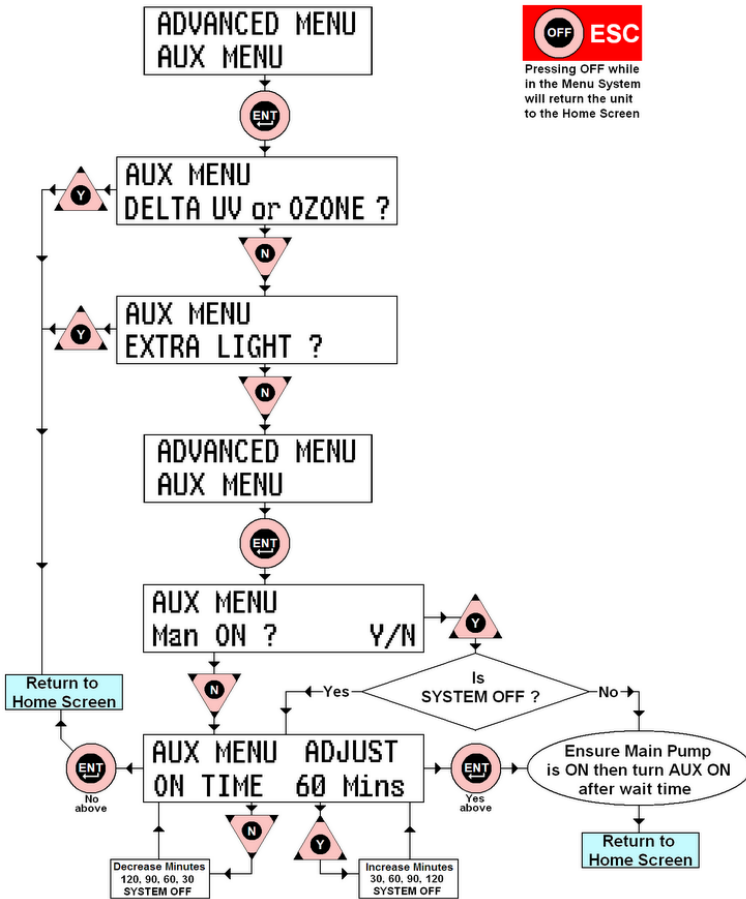 ADVANCED MENU
AUX MENU
OFF ESC
Pressing OFF while
in the Menu System
will return the unit
to the Home Screen
ENT
AUX MENU
DELTA UV or OZONE ?
Y
N
AUX MENU
EXTRA LIGHT ?
Y
N
ADVANCED MENU
AUX MENU
ENT
AUX MENU
Man ON ? Y/N
Y
N
Is
SYSTEM OFF ?
Yes
No
Return to
Home Screen
ENT
No
above
AUX MENU ADJUST
ON TIME 60 Mins
ENT
Yes
above
Ensure Main Pump
is ON then turn AUX ON
after wait time
N
Y
Decrease Minutes
120, 90, 60, 30
SYSTEM OFF
Increase Minutes
30, 60, 90, 120
SYSTEM OFF
Return to
Home Screen